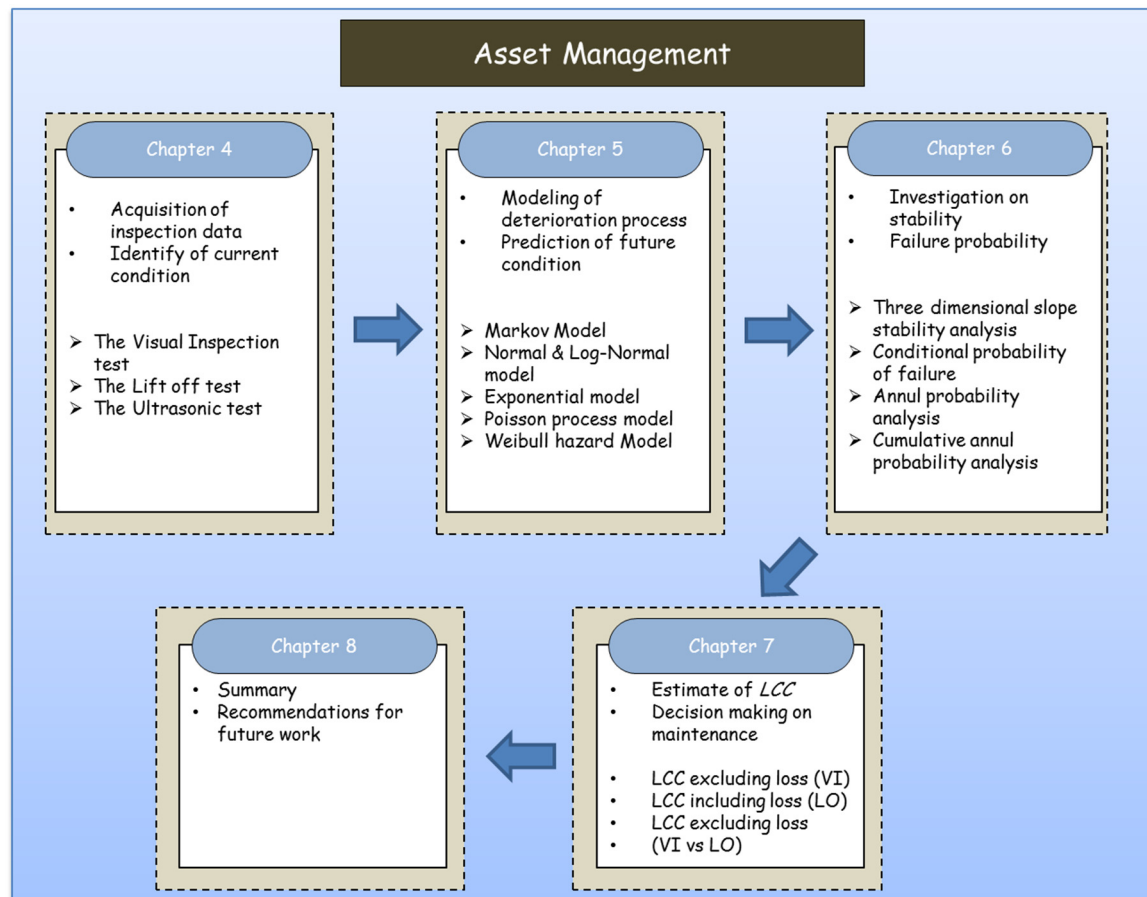 Asset Management
Chapter 4
• Acquisition of
inspection data
• Identify of current
condition
➢ The Visual Inspection
test
➢ The Lift off test
➢ The Ultrasonic test
Chapter 5
• Modeling of
deterioration process
• Prediction of future
condition
➢ Markov Model
➢ Normal & Log-Normal
model
➢ Exponential model
➢ Poisson process model
➢ Weibull hazard Model
Chapter 6
• Investigation on
stability
• Failure probability
➢ Three dimensional slope
stability analysis
➢ Conditional probability
of failure
➢ Annul probability
analysis
➢ Cumulative annul
probability analysis
Chapter 7
• Estimate of LCC
• Decision making on
maintenance
• LCC excluding loss (VI)
• LCC including loss (LO)
• LCC excluding loss
• (VI vs LO)
Chapter 8
• Summary
• Recommendations for
future work